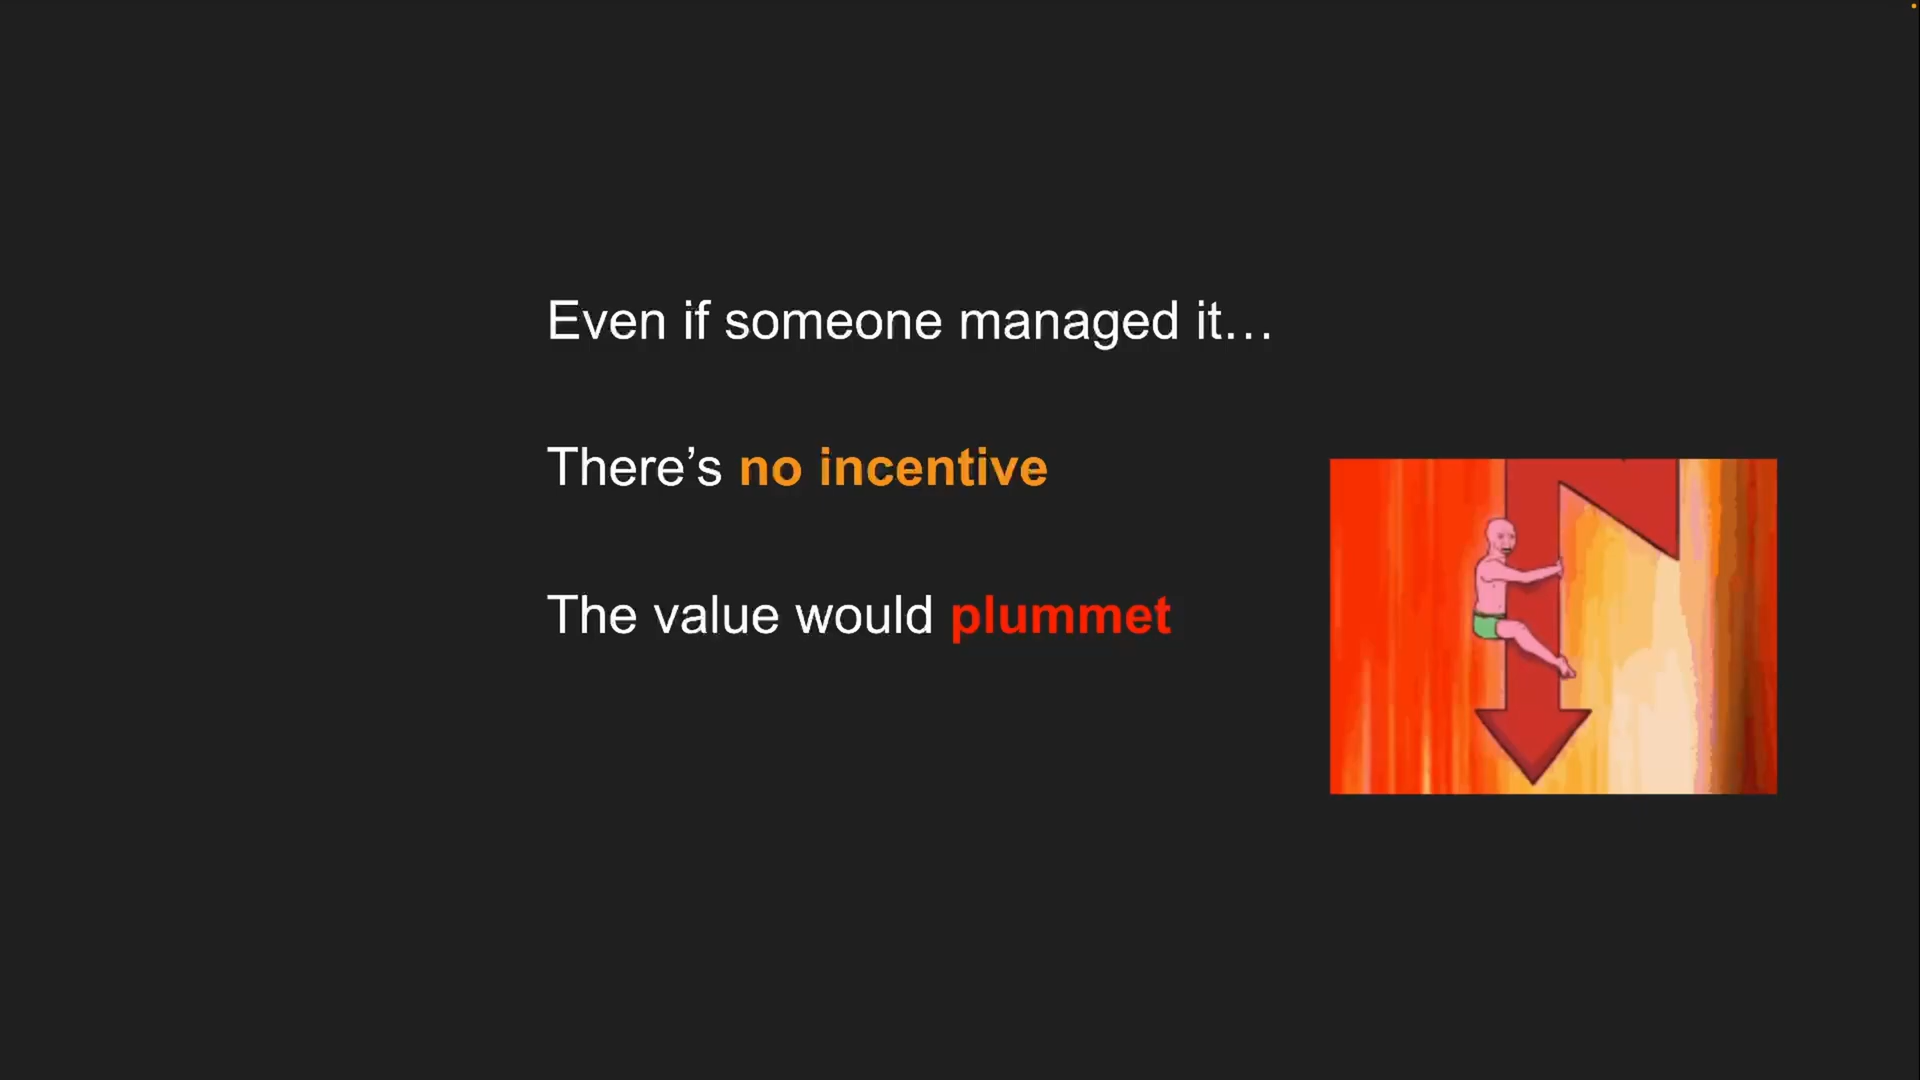 Even if someone managed it…
There’s no incentive
The value would plummet